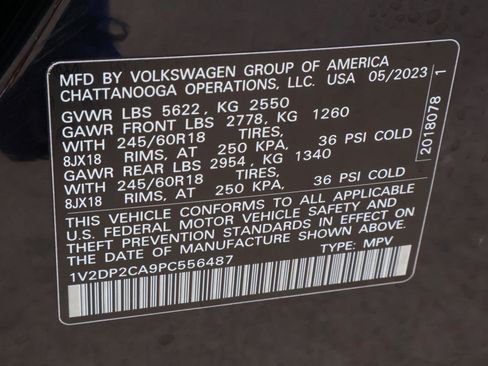 MFD BY VOLKSWAGEN GROUP OF AMERICA
CHATTANOOGA OPERATIONS, LLC. USA 05/2023
GVWR LBS 5622, KG 2550
GAWR FRONT LBS 2778, KG 1260
WITH 245/60R18 TIRES,
8JX18 RIMS, AT 250 KPA, 36 PSI COLD
GAWR REAR LBS 2954, KG 1340
WITH 245/60R18 TIRES,
8JX18 RIMS, AT 250 KPA, 36 PSI COLD
THIS VEHICLE CONFORMS TO ALL APPLICABLE
U.S. FEDERAL MOTOR VEHICLE SAFETY AND
THEFT PREVENTION STANDARDS IN EFFECT ON
THE DATE OF MANUFACTURE SHOWN ABOVE.
1V2DP2CA9PC556487 TYPE: MPV
2018078 1